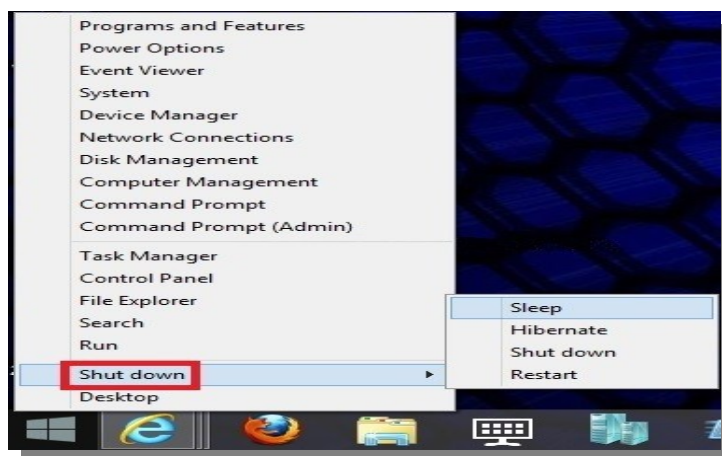 Programs and Features
Power Options
Event Viewer
System
Device Manager
Network Connections
Disk Management
Computer Management
Command Prompt
Command Prompt (Admin)
Task Manager
Control Panel
File Explorer
Search
Run
Shut down
Desktop
Sleep
Hibernate
Shut down
Restart